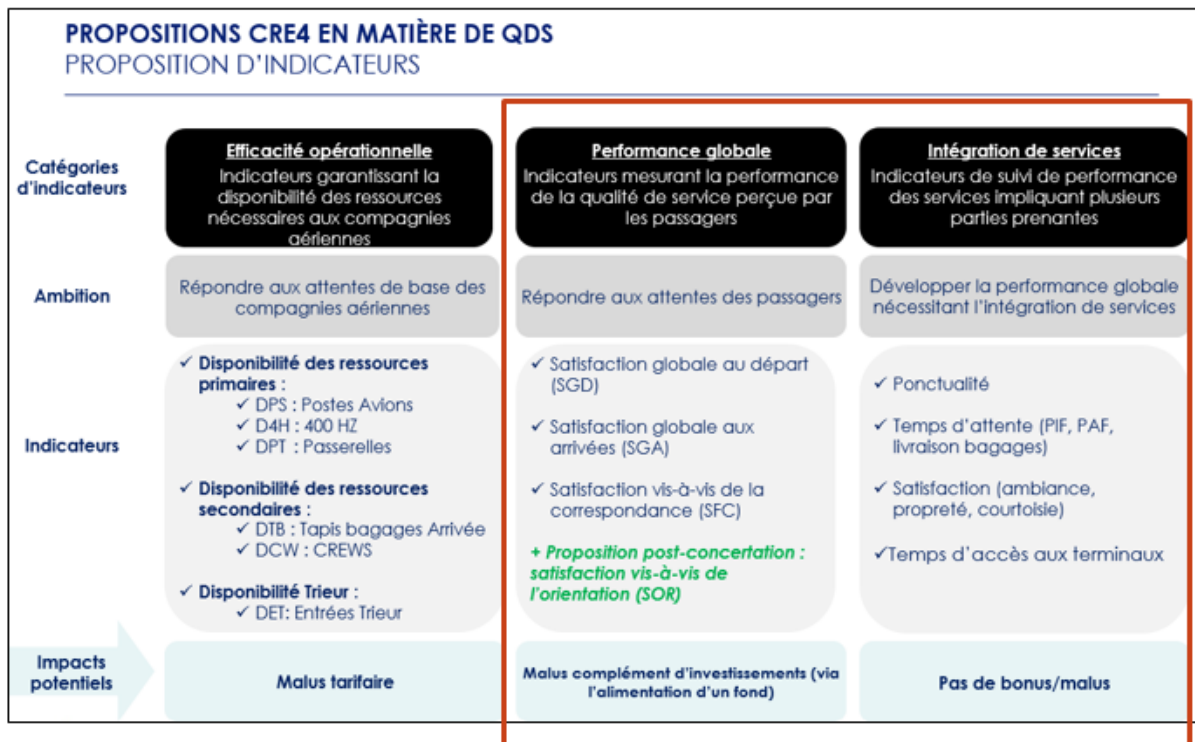 PROPOSITIONS CRE4 EN MATIÈRE DE QDS
PROPOSITION D'INDICATEURS
Catégories
d'indicateurs
Efficacité opérationnelle
Indicateurs garantissant la
disponibilité des ressources
nécessaires aux compagnies
aériennes
Performance globale
Indicateurs mesurant la performance
de la qualité de service perçue par
les passagers
Intégration de services
Indicateurs de suivi de performance
des services impliquant plusieurs
parties prenantes
Ambition
Répondre aux attentes de base des
compagnies aériennes
Répondre aux attentes des passagers
Développer la performance globale
nécessitant l'intégration de services
Indicateurs
✓ Disponibilité des ressources
primaires :
✓ DPS : Postes Avions
✓ D4H : 400 HZ
✓ DPT : Passerelles
✓ Disponibilité des ressources
secondaires :
✓ DTB : Tapis bagages Arrivée
✓ DCW : CREWS
✓ Disponibilité Trieur :
✓ DET: Entrées Trieur
✓ Satisfaction globale au départ
(SGD)
✓ Satisfaction globale aux
arrivées (SGA)
✓ Satisfaction vis-à-vis de la
correspondance (SFC)
+ Proposition post-concertation :
satisfaction vis-à-vis de
l'orientation (SOR)
✓ Ponctualité
✓ Temps d'attente (PIF, PAF,
livraison bagages)
✓ Satisfaction (ambiance,
propreté, courtoisie)
✓Temps d'accès aux terminaux
Impacts
potentiels
Malus tarifaire
Malus complément d'investissements (via
l'alimentation d'un fond)
Pas de bonus/malus